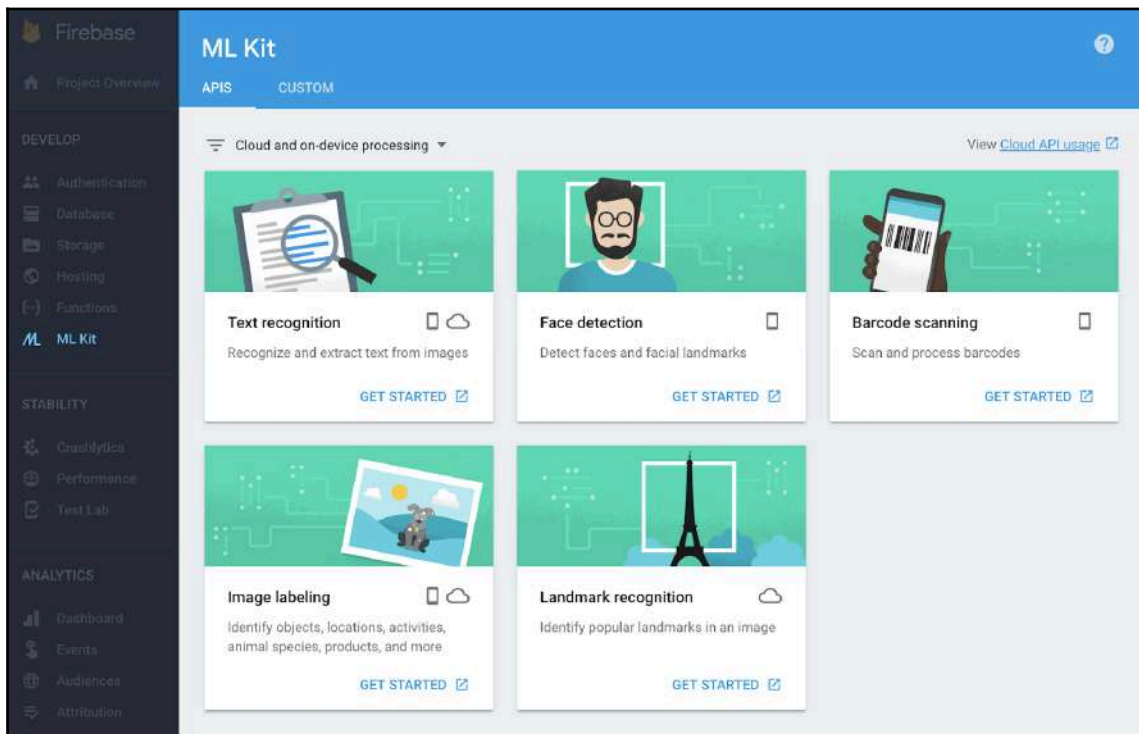 Firebase
Project Overview
DEVELOP
Authentication
Database
Storage
Hosting
Functions
ML Kit
STABILITY
Crashlytics
Performance
Test Lab
ANALYTICS
Dashboard
Events
Audiences
Attribution
ML Kit
APIS CUSTOM
Cloud and on-device processing
View Cloud API usage
Text recognition
Recognize and extract text from images
GET STARTED
Face detection
Detect faces and facial landmarks
GET STARTED
Barcode scanning
Scan and process barcodes
GET STARTED
Image labeling
Identify objects, locations, activities,
animal species, products, and more
GET STARTED
Landmark recognition
Identify popular landmarks in an image
GET STARTED